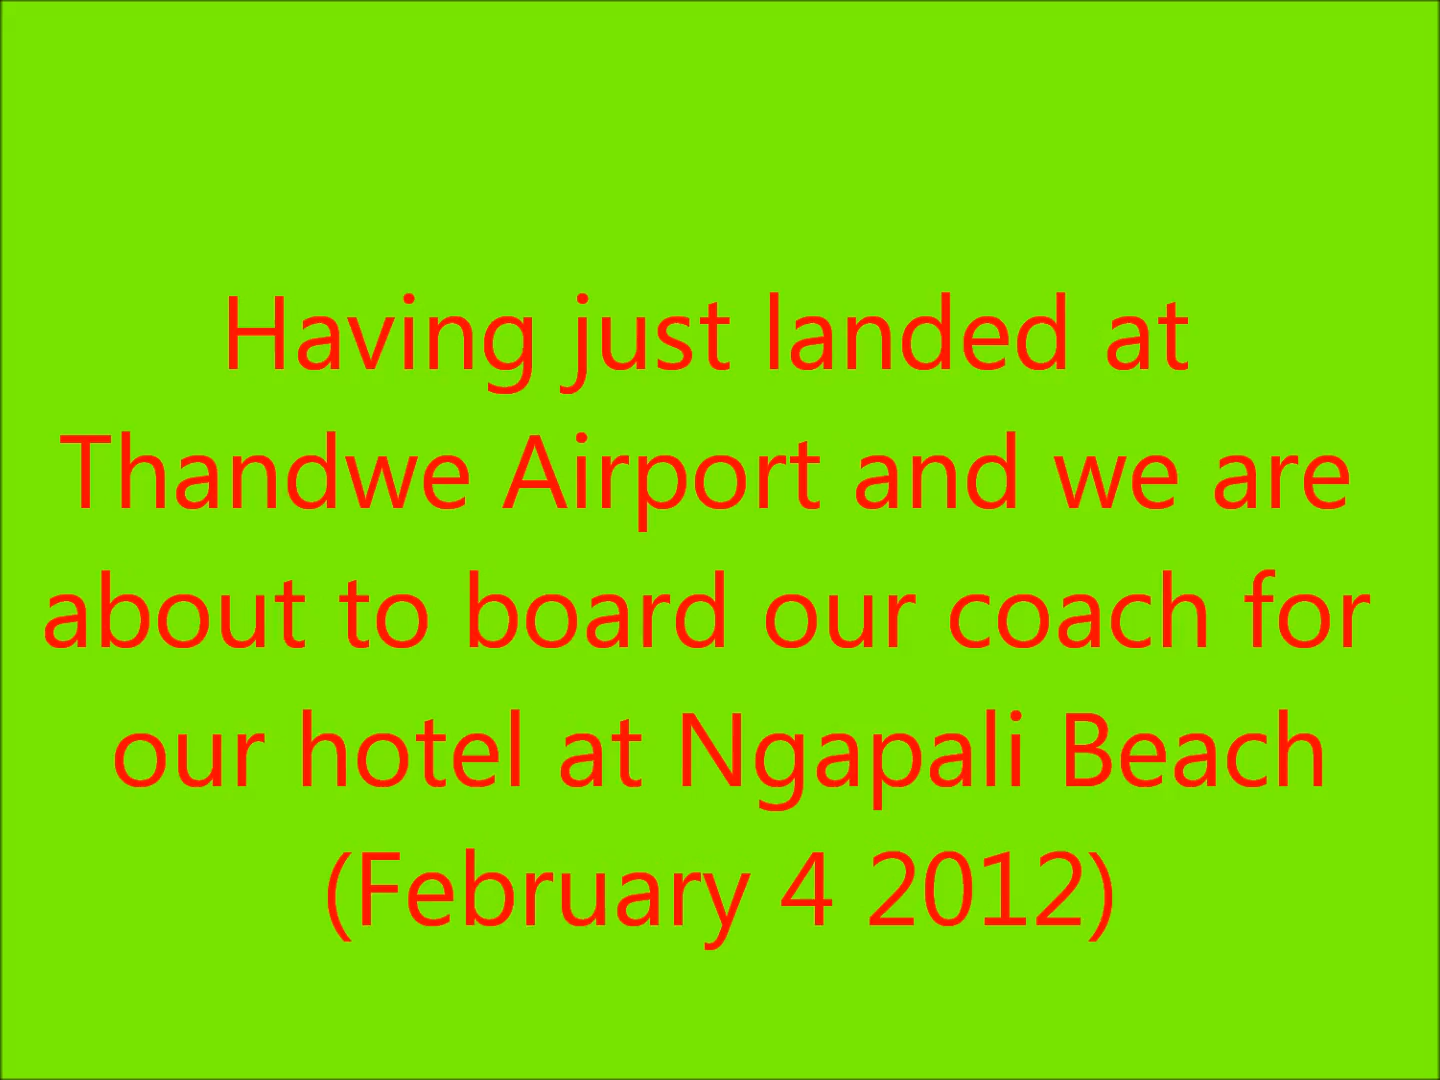 Having just landed at
Thandwe Airport and we are
about to board our coach for
our hotel at Ngapali Beach
(February 4 2012)